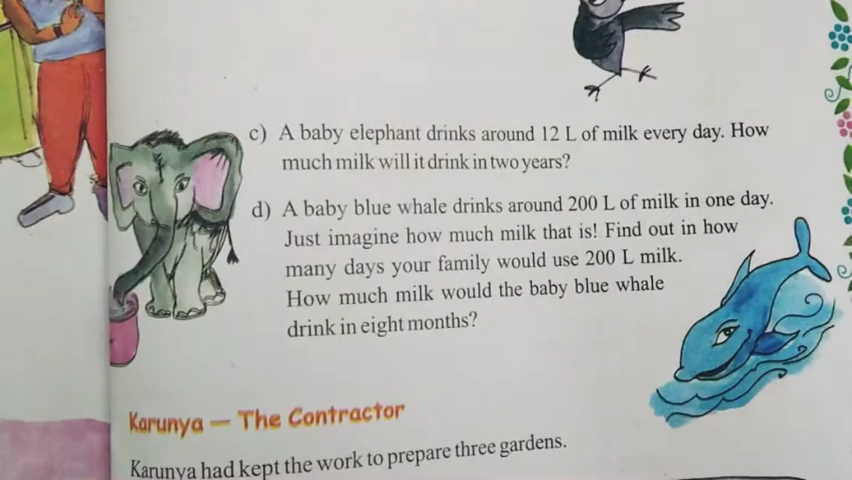 c) A baby elephant drinks around 12 L of milk every day. How
much milk will it drink in two years?
d) A baby blue whale drinks around 200 L of milk in one day.
Just imagine how much milk that is! Find out in how
many days your family would use 200 L milk.
How much milk would the baby blue whale
drink in eight months?
Karunya — The Contractor
Karunya had kept the work to prepare three gardens.